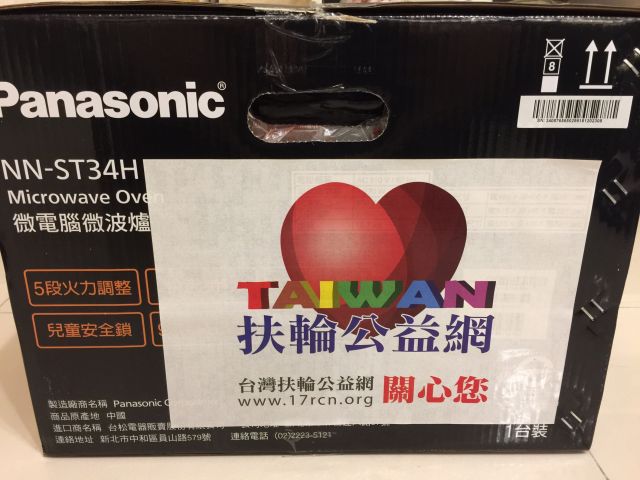 Panasonic®
8
NN-ST34H
Microwave Oven
微電腦微波爐
5段火力調整
兒童安全鎖
TAIWAN
扶輪公益網
台灣扶輪公益網 關心您
www.17rcn.org
製造廠商名稱 Panasonic
商品原產地 中國
進口商名稱 台松電器販賣股份有限公司
連絡地址 新北市中和區員山路579號 連絡電話 (02)2223-5121
1台裝